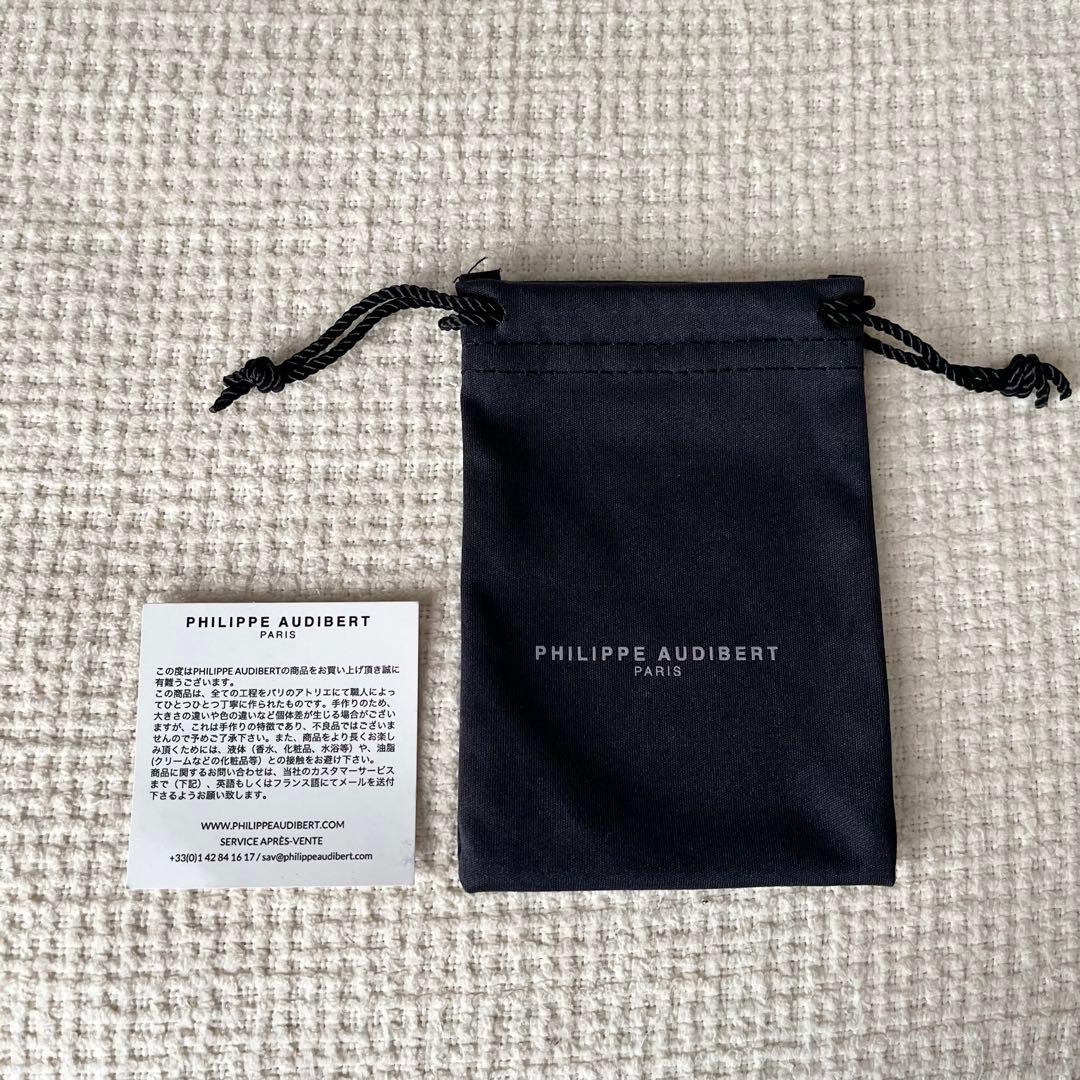 PHILIPPE AUDIBERT
PARIS
この度はPHILIPPE AUDIBERTの商品をお買い上げ頂き誠に
有難うございます。
この商品は、全ての工程をパリのアトリエにて職人によっ
てひとつひとつ丁寧に作られたものです。手作りのため、
大きさの違いや色の違いなど個体差が生じる場合がござい
ますが、これは手作りの特徴であり、不良品ではございま
せんので予めご了承下さい。また、商品をより長くお楽し
み頂くためには、液体（香水、化粧品、水浴等）や、油脂
(クリームなどの化粧品等）との接触をお避け下さい。
商品に関するお問い合わせは、当社のカスタマーサービス
まで（下記）、英語もしくはフランス語にてメールを送付
下さるようお願い致します。
WWW.PHILIPPEAUDIBERT.COM
SERVICE APRÈS-VENTE
+33(0)1 42 84 16 17 / sav@philippeaudibert.com
PHILIPPE AUDIBERT
PARIS